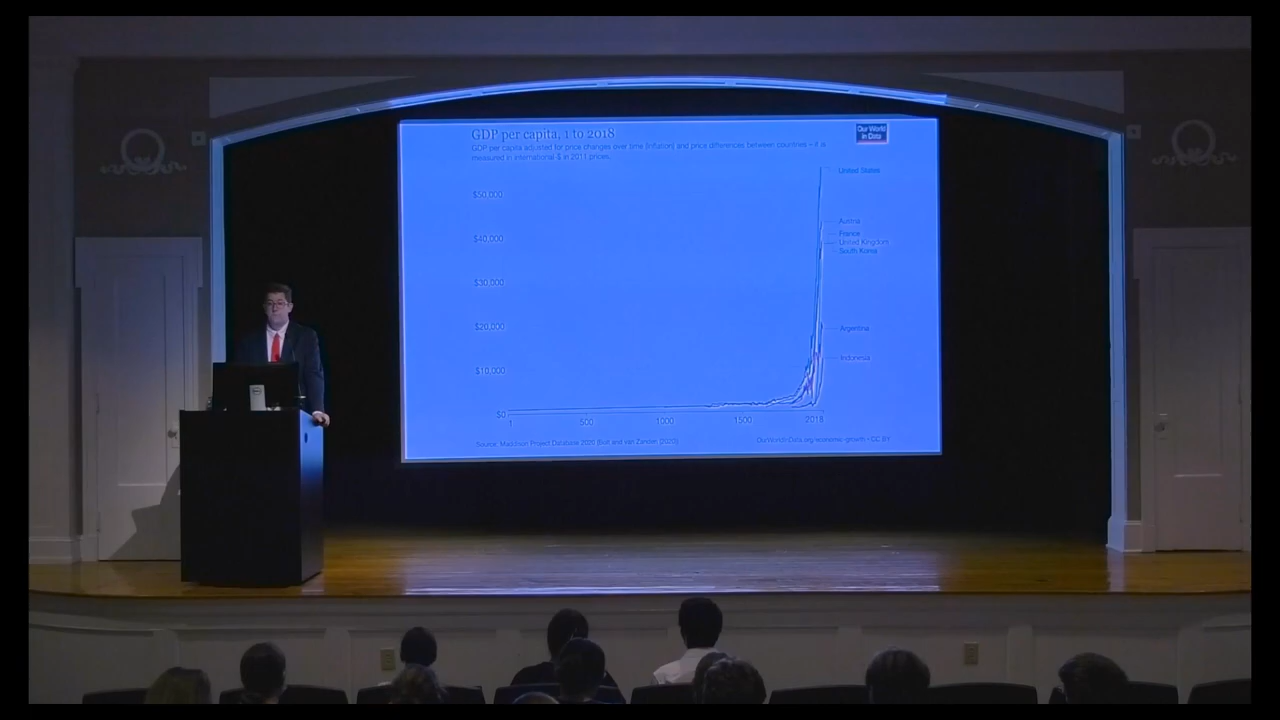 GDP per capita, 1 to 2018
Our World
in Data
GDP per capita adjusted for price changes over time (inflation) and price differences between countries – it is
measured in international-$ in 2011 prices.
$50,000
$40,000
$30,000
$20,000
$10,000
$0
United States
Austria
France
United Kingdom
South Korea
Argentina
Indonesia
1 500 1000 1500 2018
Source: Maddison Project Database 2020 (Bolt and van Zanden (2020))
OurWorldInData.org/economic-growth • CC BY
DELL